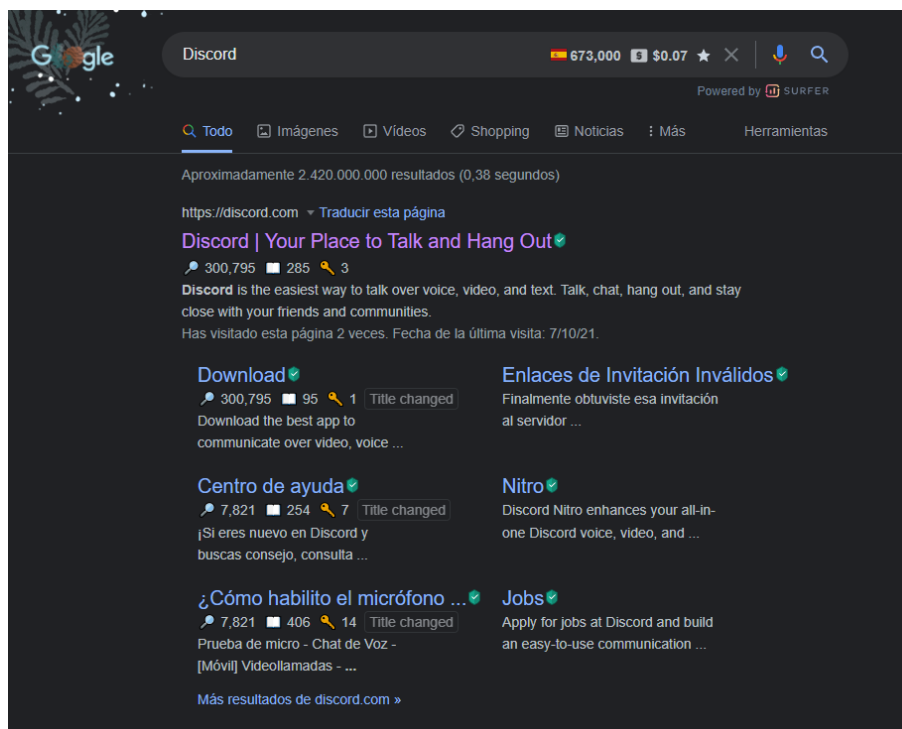 Google
Discord 673,000 $0.07
Powered by SURFER
Todo Imágenes Vídeos Shopping Noticias Más Herramientas
Aproximadamente 2.420.000.000 resultados (0,38 segundos)
https://discord.com Traducir esta página
Discord | Your Place to Talk and Hang Out
300,795 285 3
Discord is the easiest way to talk over voice, video, and text. Talk, chat, hang out, and stay
close with your friends and communities.
Has visitado esta página 2 veces. Fecha de la última visita: 7/10/21.
Download
300,795 95 1 Title changed
Download the best app to
communicate over video, voice ...
Enlaces de Invitación Inválidos
Finalmente obtuviste esa invitación
al servidor ...
Centro de ayuda
7,821 254 7 Title changed
¡Si eres nuevo en Discord y
buscas consejo, consulta ...
Nitro
Discord Nitro enhances your all-in-
one Discord voice, video, and ...
¿Cómo habilito el micrófono ...
7,821 406 14 Title changed
Prueba de micro - Chat de Voz -
[Móvil] Videollamadas - ...
Jobs
Apply for jobs at Discord and build
an easy-to-use communication ...
Más resultados de discord.com »